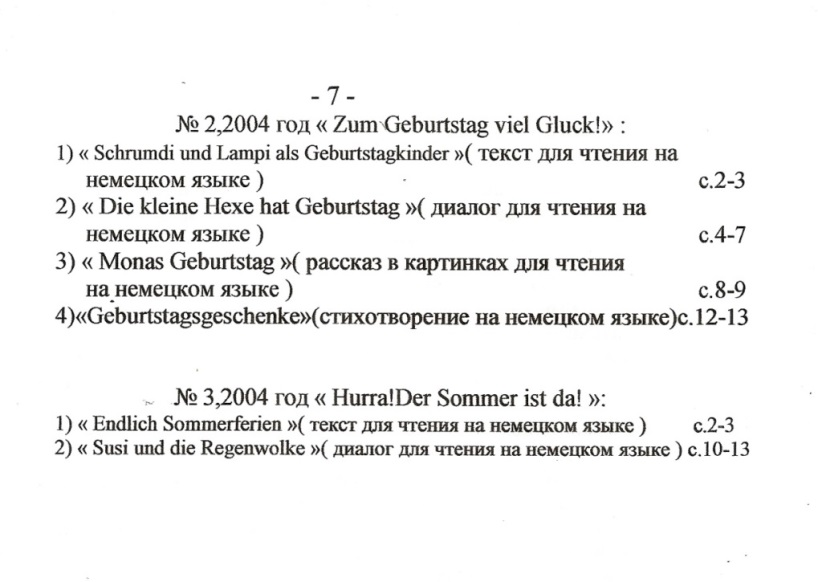 - 7 -
№ 2,2004 год « Zum Geburtstag viel Gluck!» :
1) « Schrumdi und Lampi als Geburtstagkinder »( текст для чтения на
немецком языке ) с.2-3
2) « Die kleine Hexe hat Geburtstag »( диалог для чтения на
немецком языке ) с.4-7
3) « Monas Geburtstag »( рассказ в картинках для чтения
на немецком языке ) с.8-9
4)«Geburtstagsgeschenke»(стихотворение на немецком языке)с.12-13
№ 3,2004 год « Hurra!Der Sommer ist da! »:
1) « Endlich Sommerferien »( текст для чтения на немецком языке ) с.2-3
2) « Susi und die Regenwolke »( диалог для чтения на немецком языке ) с.10-13